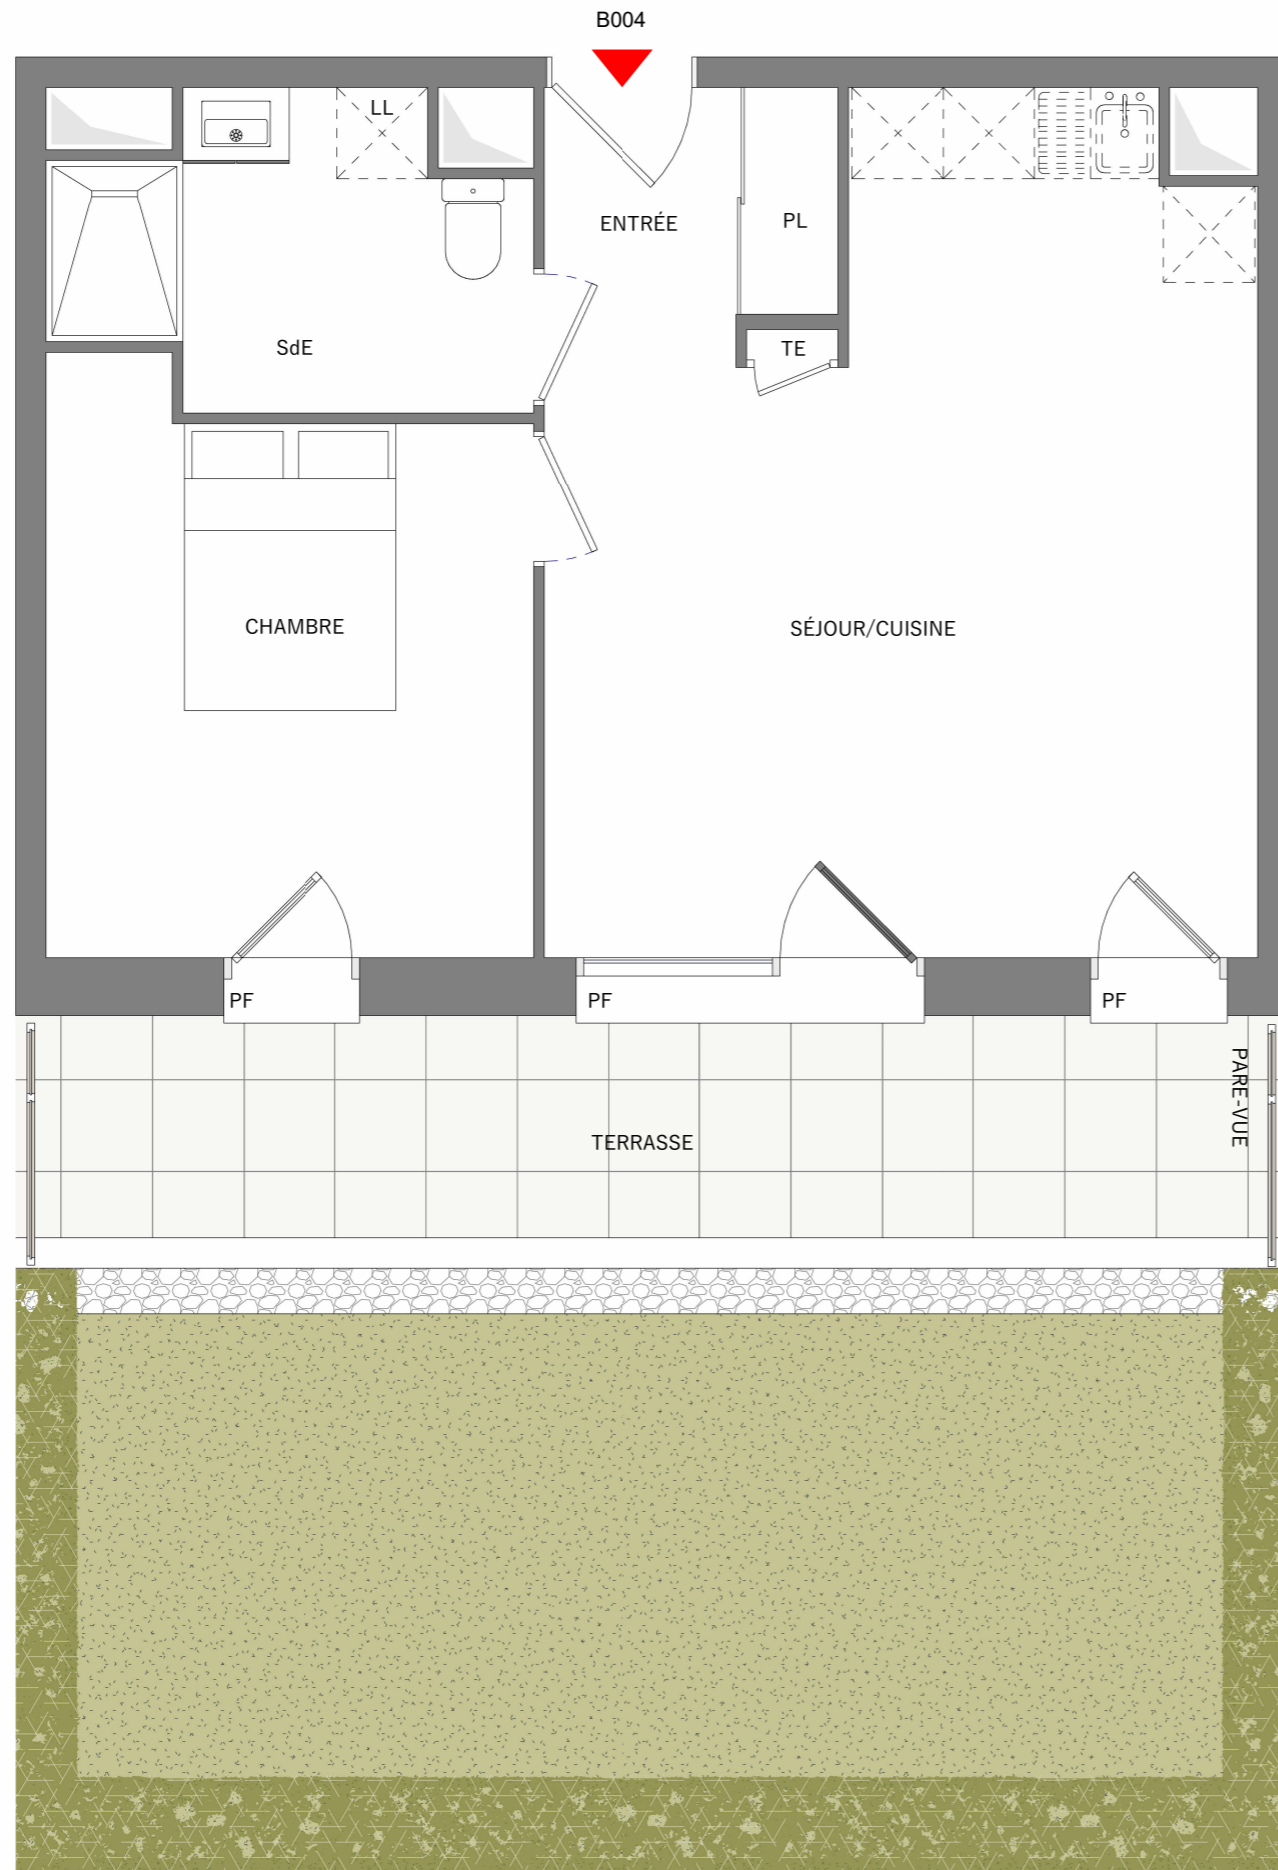 B004
LL
ENTRÉE
PL
SdE
TE
CHAMBRE
SÉJOUR/CUISINE
PF
PF
PF
PARE-VUE
TERRASSE